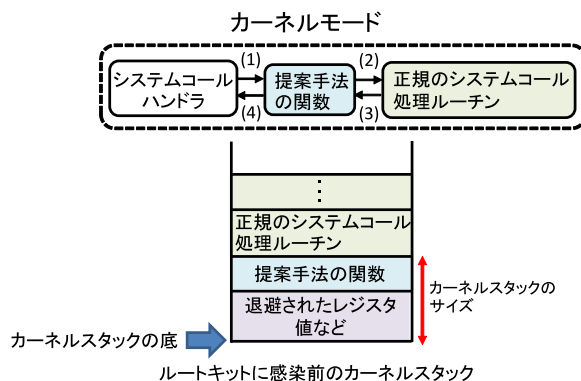 カーネルモード
システムコール
ハンドラ
(1)
(4)
提案手法
の関数
(2)
(3)
正規のシステムコール
処理ルーチン
⋮
正規のシステムコール
処理ルーチン
提案手法の関数
退避されたレジスタ
値など
カーネルスタックの
サイズ
カーネルスタックの底
ルートキットに感染前のカーネルスタック